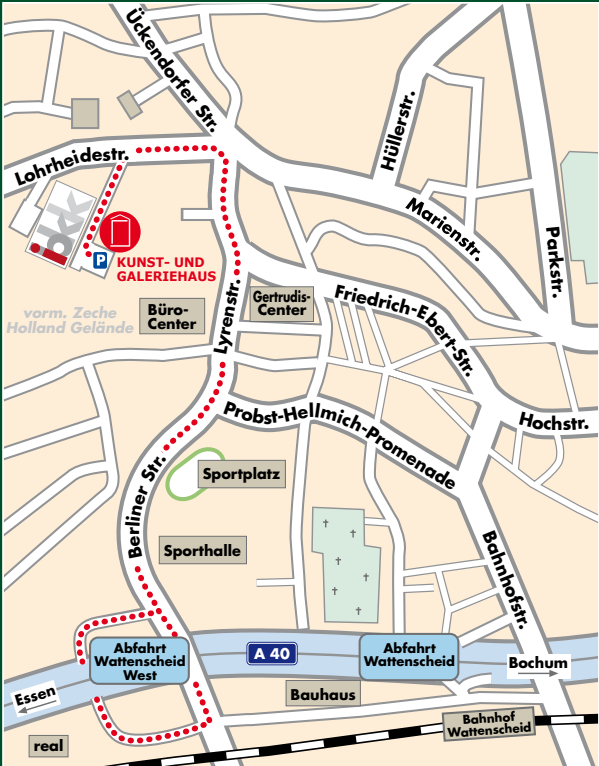 Ückendorfer Str.
Lohrheidestr.
Hüllerstr.
Marienstr.
Parkstr.
ibkk
P
KUNST- UND
GALERIEHAUS
vorm. Zeche
Holland Gelände
Büro-
Center
Lyrenstr.
Gertrudis-
Center
Friedrich-Ebert-Str.
Hochstr.
Probst-Hellmich-Promenade
Berliner Str.
Sportplatz
Sporthalle
Bahnhofstr.
Abfahrt
Wattenscheid
West
A 40
Abfahrt
Wattenscheid
Bochum
Essen
Bauhaus
Bahnhof
Wattenscheid
real